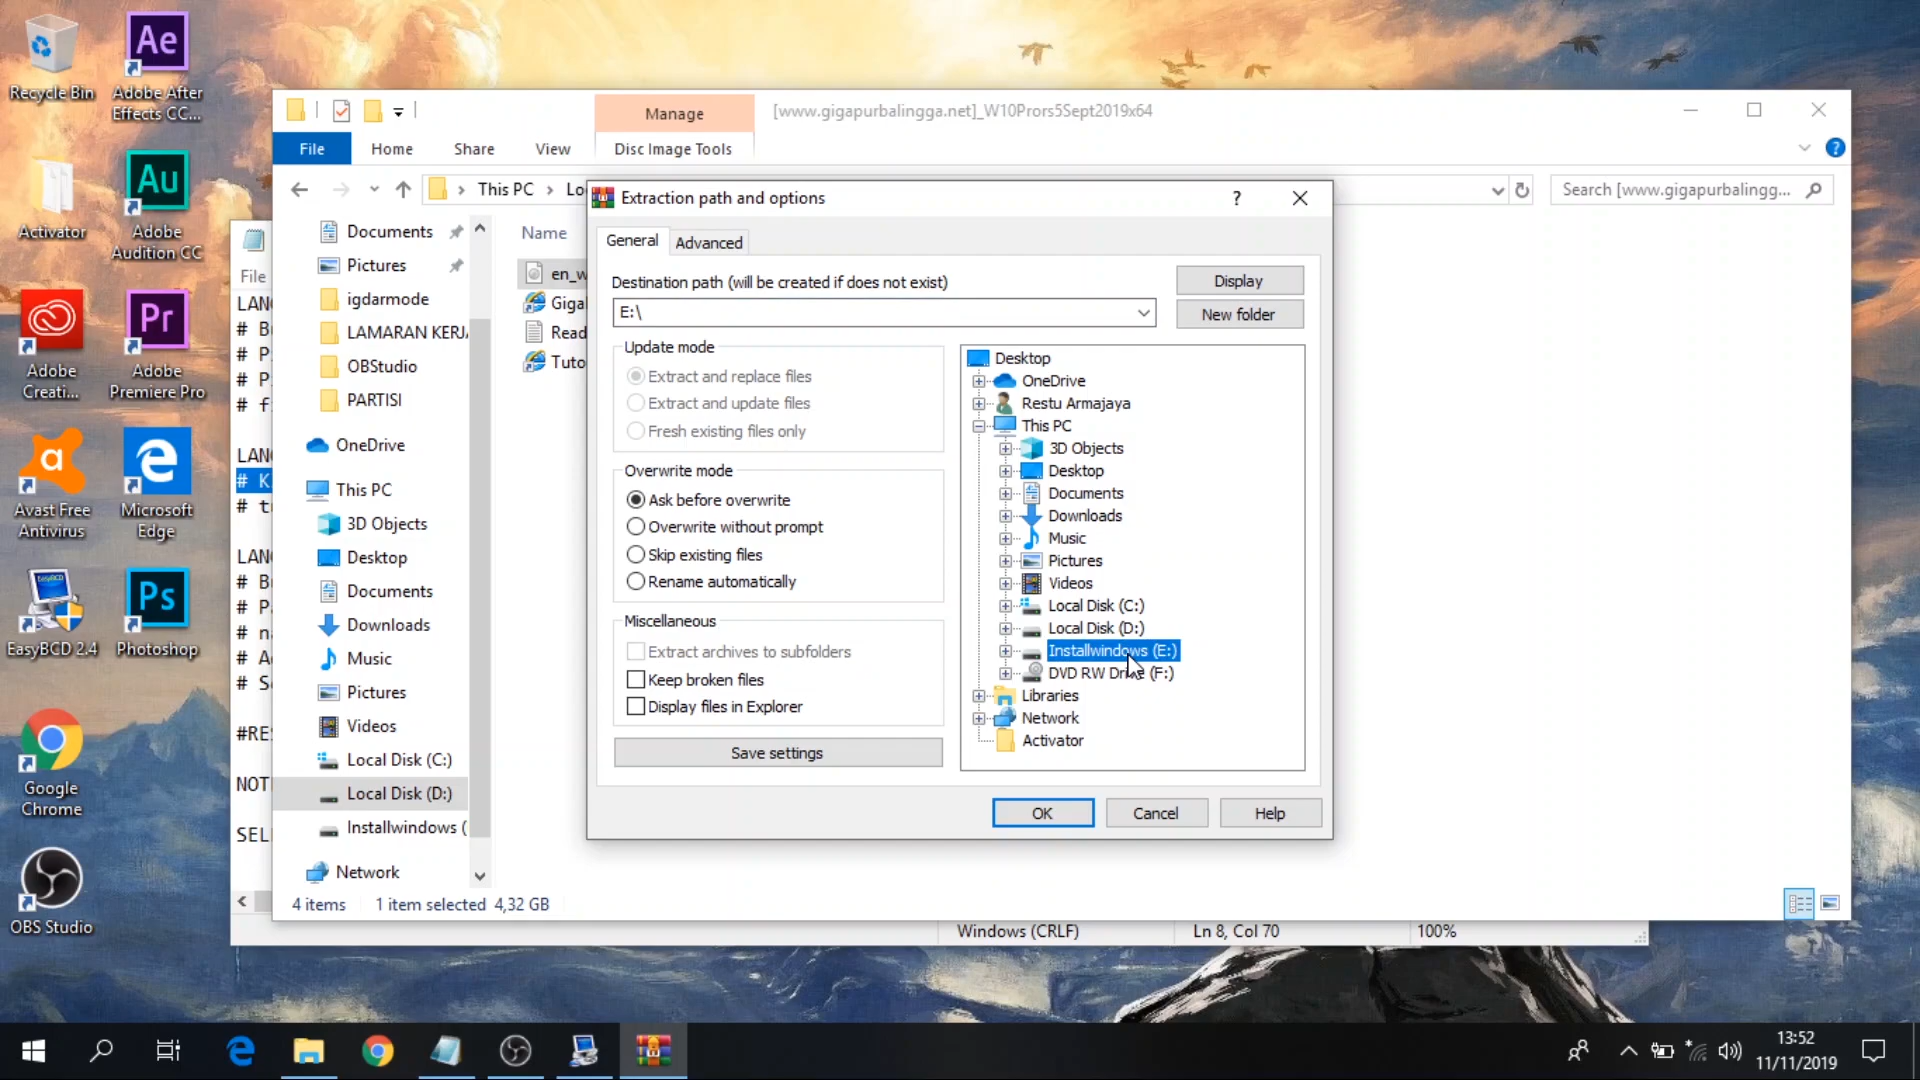 Recycle Bin
Adobe After
Effects CC...
Activator
Adobe
Audition CC
Adobe
Creati...
Adobe
Premiere Pro
Avast Free
Antivirus
Microsoft
Edge
EasyBCD 2.4
Photoshop
Google
Chrome
OBS Studio
Manage
[www.gigapurbalingga.net]_W10Prors5Sept2019x64
File
Home
Share
View
Disc Image Tools
This PC
Search [www.gigapurbalingg...
Documents
Pictures
igdarmode
LAMARAN KERJA
OBStudio
PARTISI
OneDrive
This PC
3D Objects
Desktop
Documents
Downloads
Music
Pictures
Videos
Local Disk (C:)
Local Disk (D:)
Installwindows (
Network
4 items
1 item selected 4,32 GB
Name
en_w
Giga
Read
Tuto
File
# K
NOT
Extraction path and options
?
General
Advanced
Destination path (will be created if does not exist)
E:\
Display
New folder
Update mode
Extract and replace files
Extract and update files
Fresh existing files only
Overwrite mode
Ask before overwrite
Overwrite without prompt
Skip existing files
Rename automatically
Miscellaneous
Extract archives to subfolders
Keep broken files
Display files in Explorer
Save settings
Desktop
OneDrive
Restu Armajaya
This PC
3D Objects
Desktop
Documents
Downloads
Music
Pictures
Videos
Local Disk (C:)
Local Disk (D:)
Installwindows (E:)
DVD RW Drive (F:)
Libraries
Network
Activator
OK
Cancel
Help
Windows (CRLF)
Ln 8, Col 70
100%
13:52
11/11/2019